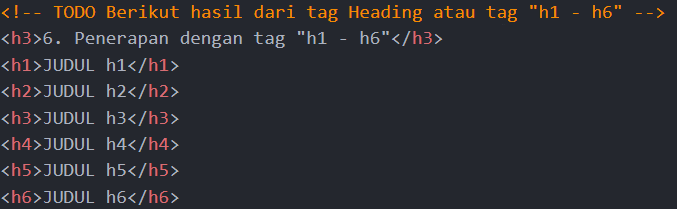 <!-- TODO Berikut hasil dari tag Heading atau tag "h1 - h6" -->
<h3>6. Penerapan dengan tag "h1 - h6"</h3>
<h1>JUDUL h1</h1>
<h2>JUDUL h2</h2>
<h3>JUDUL h3</h3>
<h4>JUDUL h4</h4>
<h5>JUDUL h5</h5>
<h6>JUDUL h6</h6>